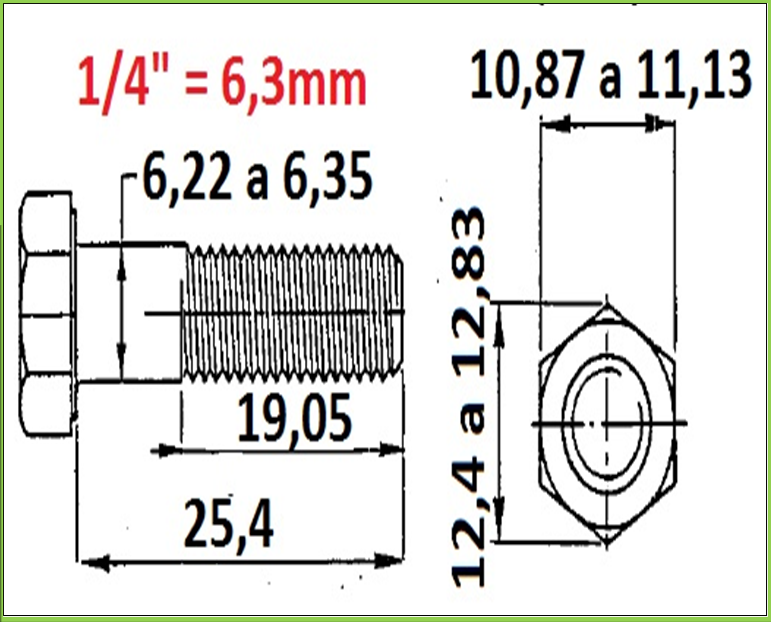 1/4" = 6,3mm
10,87 a 11,13
6,22 a 6,35
12,4 a 12,83
19,05
25,4